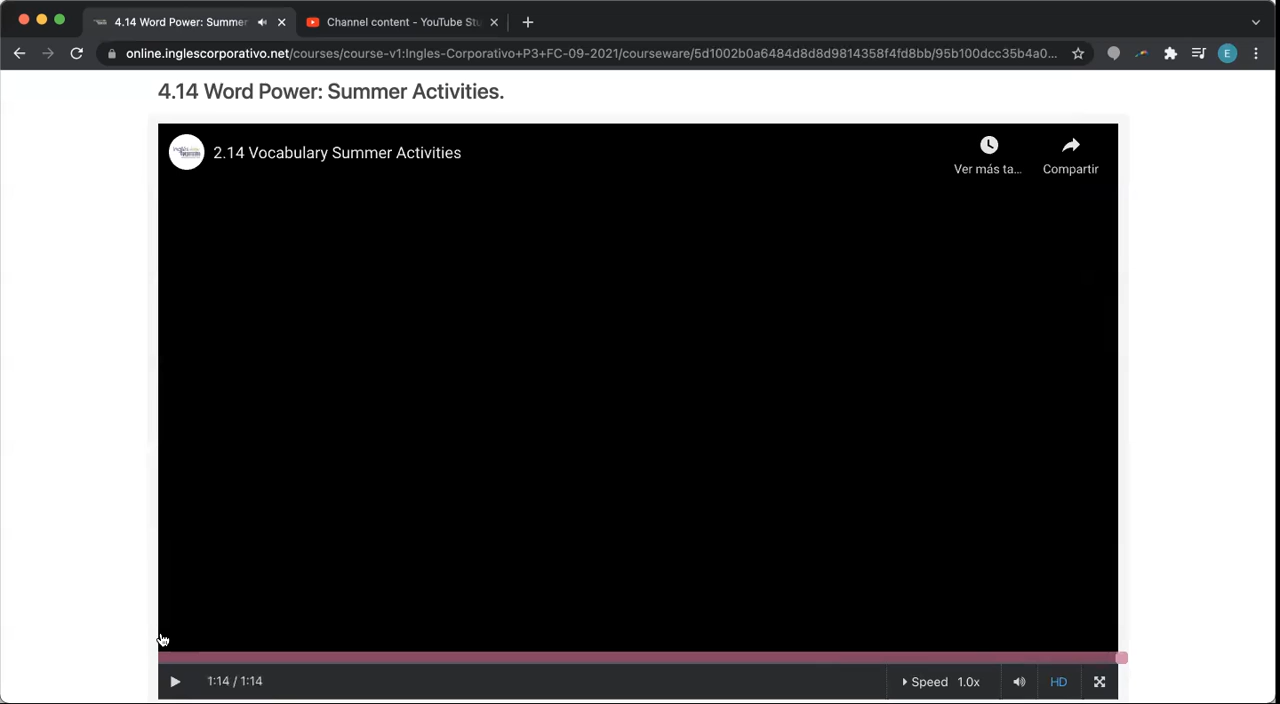 4.14 Word Power: Summer
Channel content - YouTube Stu
online.inglescorporativo.net/courses/course-v1:Ingles-Corporativo+P3+FC-09-2021/courseware/5d1002b0a6484d8d8d9814358f4fd8bb/95b100dcc35b4a0...
E
4.14 Word Power: Summer Activities.
2.14 Vocabulary Summer Activities
Ver más ta...
Compartir
1:14 / 1:14
Speed 1.0x
HD